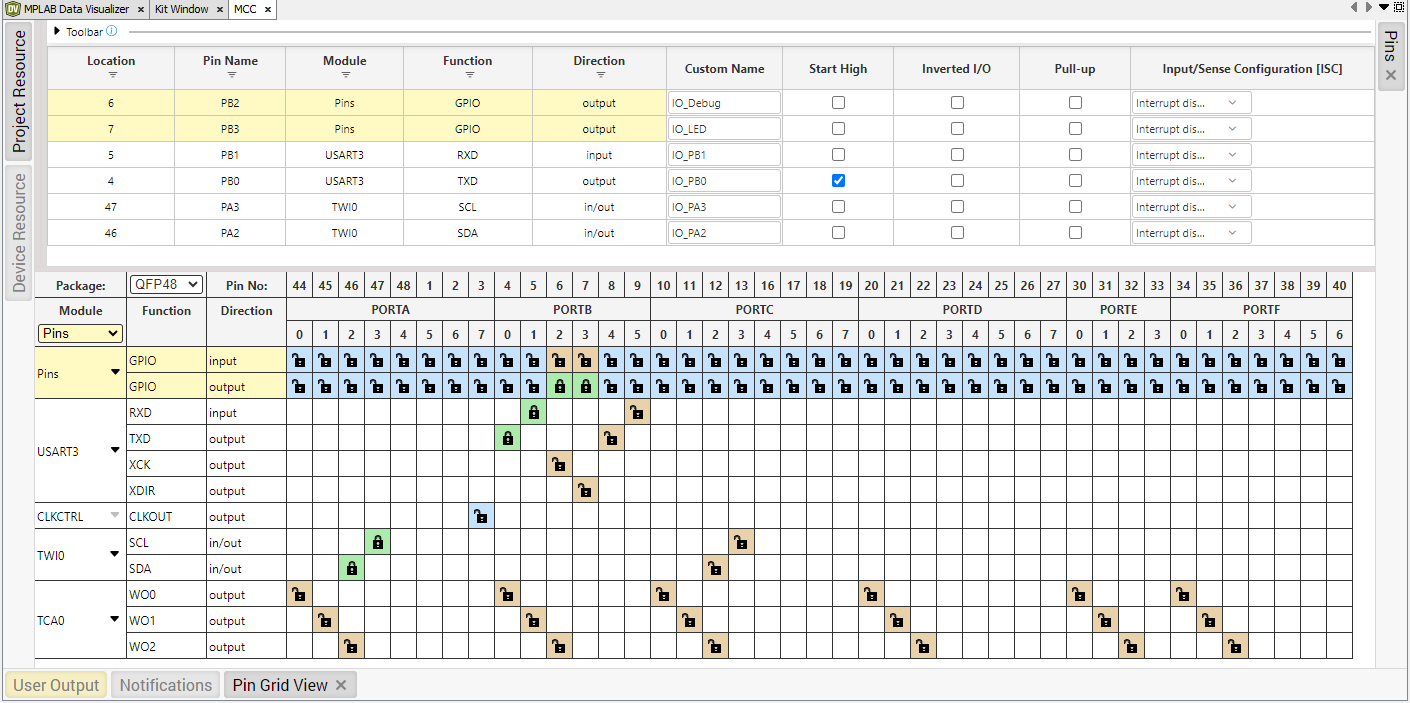 MPLAB Data Visualizer × Kit Window × MCC ×
Project Resource
Device Resource
Pins ×
Toolbar
Location Pin Name Module Function Direction Custom Name Start High Inverted I/O Pull-up Input/Sense Configuration [ISC]
6 PB2 Pins GPIO output IO_Debug Interrupt dis...
7 PB3 Pins GPIO output IO_LED Interrupt dis...
5 PB1 USART3 RXD input IO_PB1 Interrupt dis...
4 PB0 USART3 TXD output IO_PB0 Interrupt dis...
47 PA3 TWI0 SCL in/out IO_PA3 Interrupt dis...
46 PA2 TWI0 SDA in/out IO_PA2 Interrupt dis...
Package: QFP48 Pin No: 44 45 46 47 48 1 2 3 4 5 6 7 8 9 10 11 12 13 14 15 16 17 18 19 20 21 22 23 24 25 26 27 30 31 32 33 34 35 36 37 38 39 40
Module Function Direction PORTA PORTB PORTC PORTD PORTE PORTF
Pins 0 1 2 3 4 5 6 7 0 1 2 3 4 5 0 1 2 3 4 5 6 7 0 1 2 3 4 5 6 7 0 1 2 3 0 1 2 3 4 5 6
Pins GPIO input
GPIO output
USART3 RXD input
TXD output
XCK output
XDIR output
CLKCTRL CLKOUT output
TWI0 SCL in/out
SDA in/out
TCA0 WO0 output
WO1 output
WO2 output
User Output Notifications Pin Grid View ×